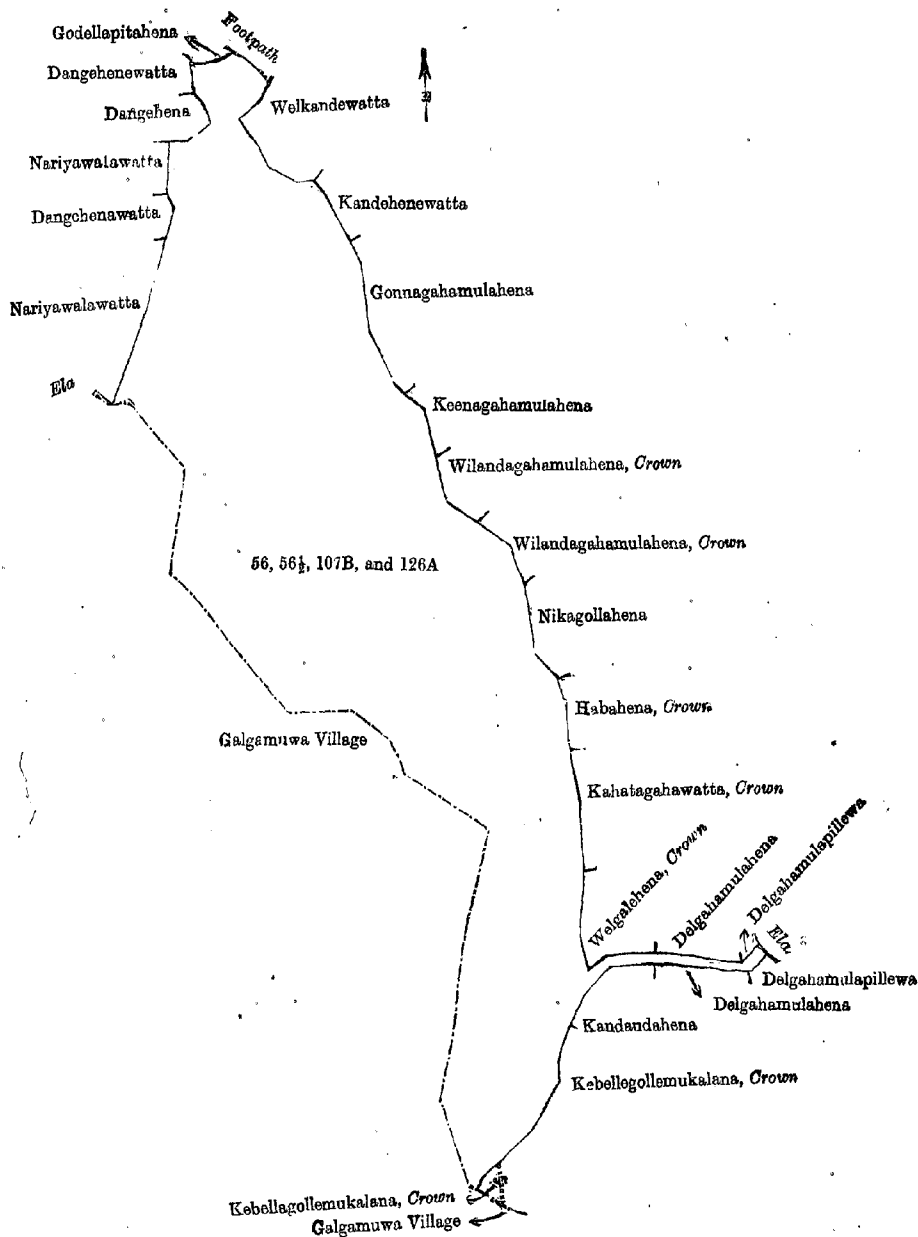 Godellapitahena
Footpath
Dangehenewatta
Dangehena
Welkandewatta
Nariyawalawatta
Kandehenewatta
Dangehenawatta
Gonnagahamulahena
Nariyawalawatta
Ela
Keenagahamulahena
Wilandagahamulahena, Crown
Wilandagahamulahena, Crown
56, 56½, 107B, and 126A
Nikagollahena
Habahena, Crown
Galgamuwa Village
Kahatagahawatta, Crown
Welgalehena, Crown
Delgahamulahena
Delgahamulapillewa
Ela
Delgahamulapillewa
Delgahamulahena
Kandaudahena
Kebellegollemukalana, Crown
Kebellagollemukalana, Crown
Galgamuwa Village